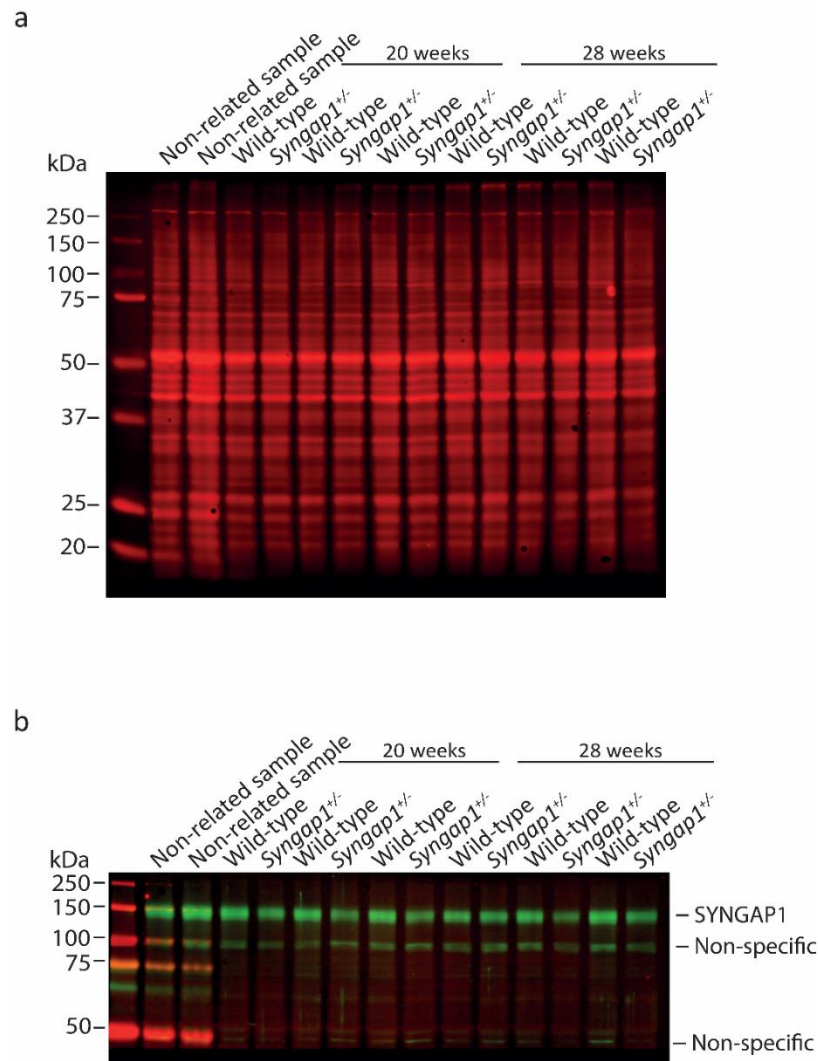 a
20 weeks
28 weeks
Non-related sample
Non-related sample
Wild-type
Syngap1+/-
Wild-type
Syngap1+/-
Wild-type
Syngap1+/-
Wild-type
Syngap1+/-
Wild-type
Syngap1+/-
Wild-type
Syngap1+/-
kDa
250
150
100
75
50
37
25
20
b
20 weeks
28 weeks
Non-related sample
Non-related sample
Wild-type
Syngap1+/-
Wild-type
Syngap1+/-
Wild-type
Syngap1+/-
Wild-type
Syngap1+/-
Wild-type
Syngap1+/-
Wild-type
Syngap1+/-
kDa
250
150
SYNGAP1
100
Non-specific
75
50
Non-specific